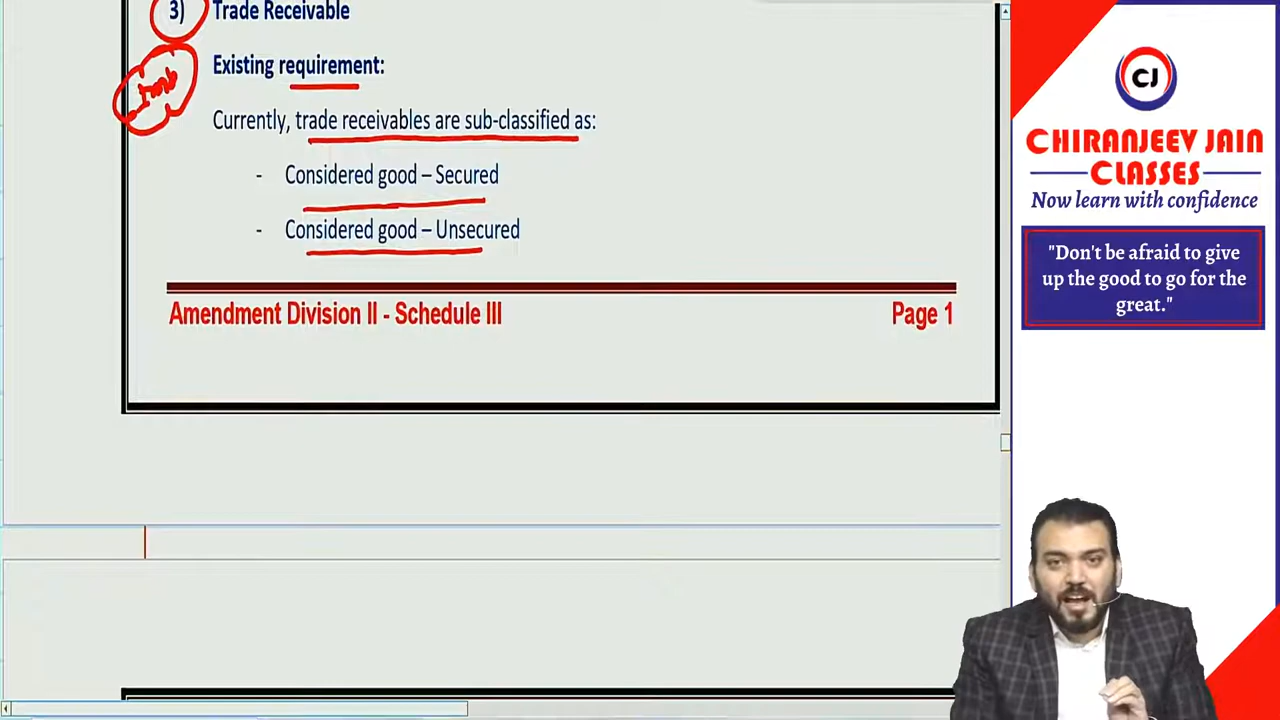 3) Trade Receivable
Existing requirement:
Imb
Currently, trade receivables are sub-classified as:
- Considered good – Secured
- Considered good – Unsecured
Amendment Division II - Schedule III
Page 1
CJ
CHIRANJEEV JAIN
CLASSES
Now learn with confidence
"Don't be afraid to give
up the good to go for the
great."